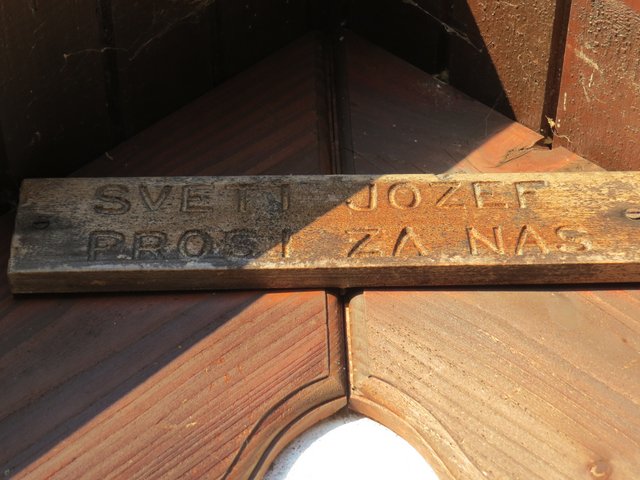 SVETI JOZEF
PROSI ZA NAS